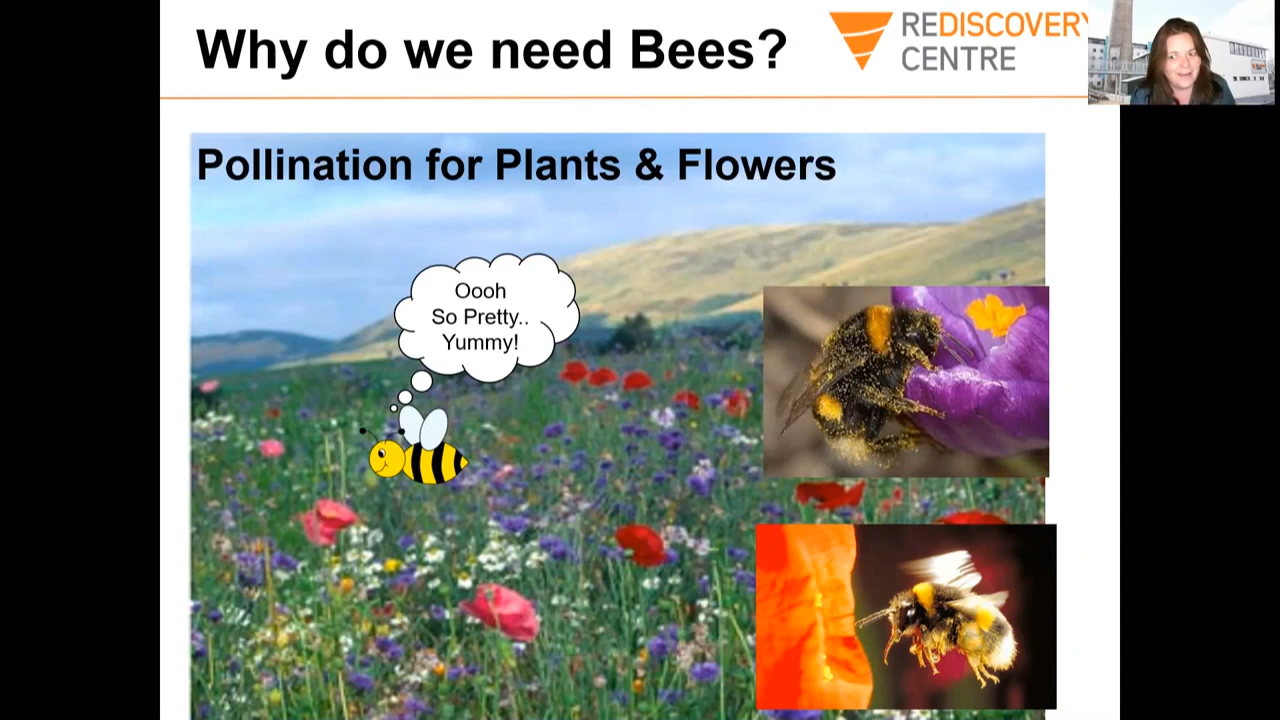 Why do we need Bees?
REDISCOVERY
CENTRE
Pollination for Plants & Flowers
Oooh
So Pretty..
Yummy!